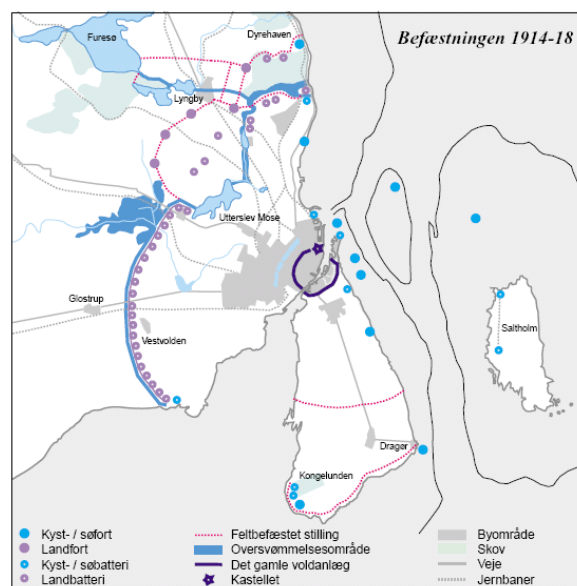 Befæstningen 1914-18
Furesø
Dyrehaven
Lyngby
Utterslev Mose
Glostrup
Vestvolden
Saltholm
Dragør
Kongelunden
Kyst- / søfort
Landfort
Kyst- / søbatteri
Landbatteri
Feltbefæstet stilling
Oversvømmelsesområde
Det gamle voldanlæg
Kastellet
Byområde
Skov
Veje
Jernbaner